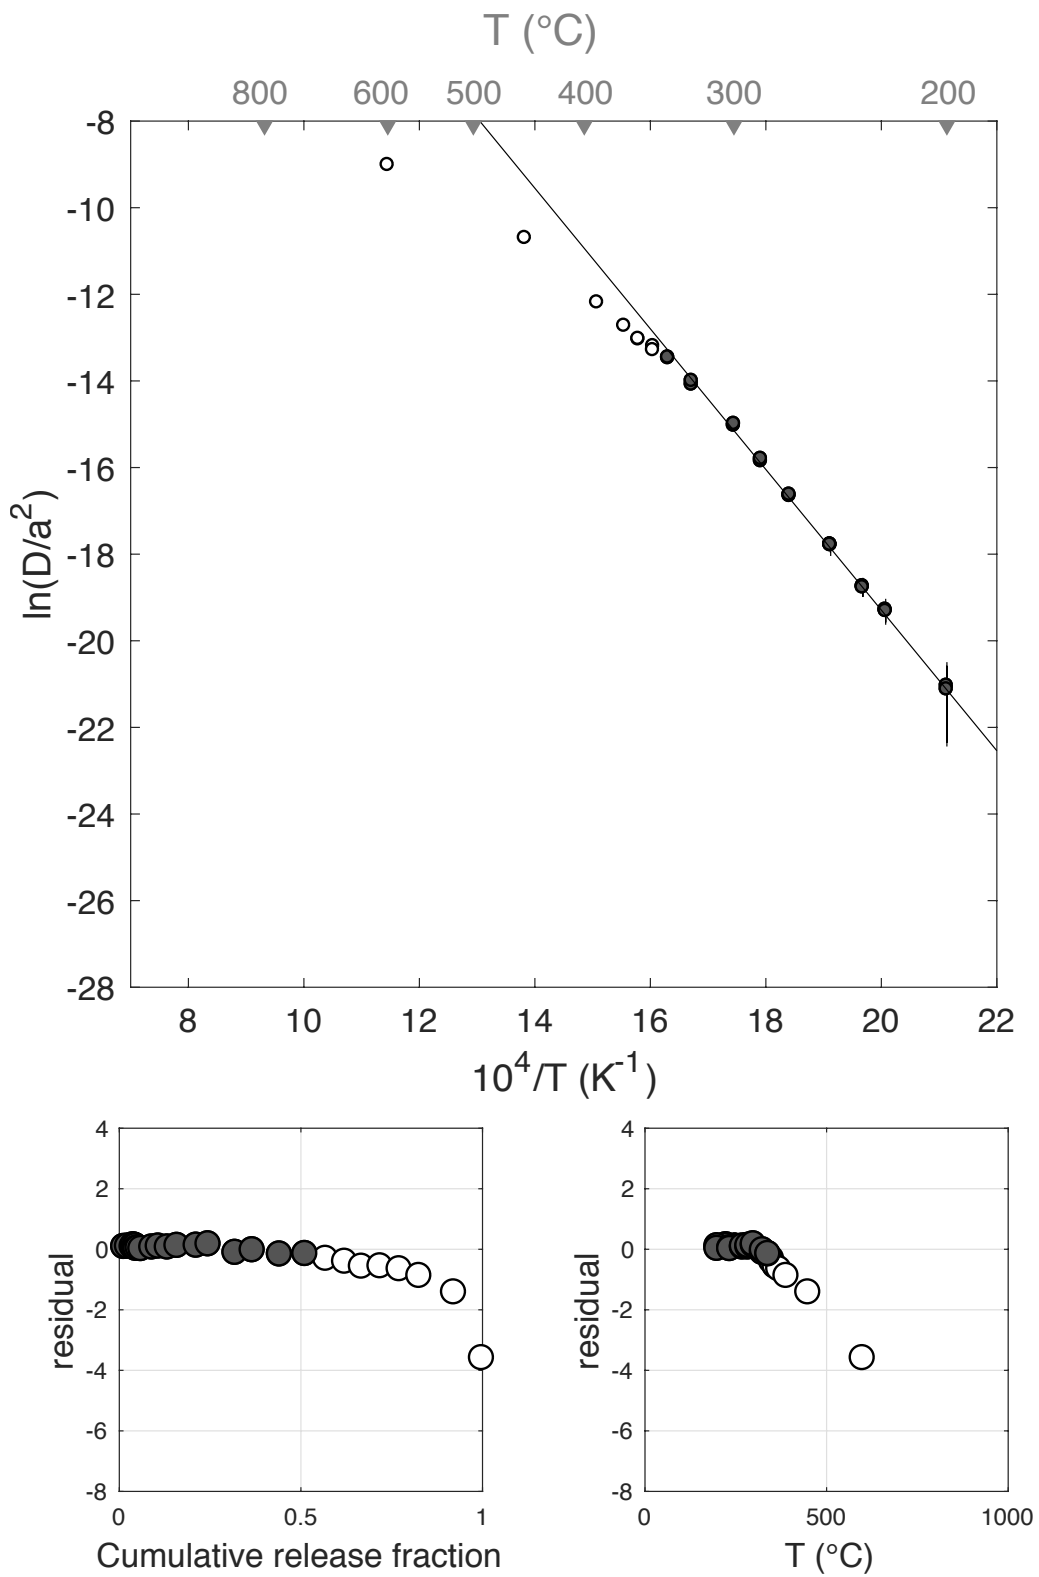 T (°C)
800 600 500 400 300 200
-8
-10
-12
-14
-16
-18
-20
-22
-24
-26
-28
ln(D/a²)
8 10 12 14 16 18 20 22
10⁴/T (K⁻¹)
4
2
0
-2
-4
-6
-8
residual
0 0.5 1
Cumulative release fraction
4
2
0
-2
-4
-6
-8
residual
0 500 1000
T (°C)